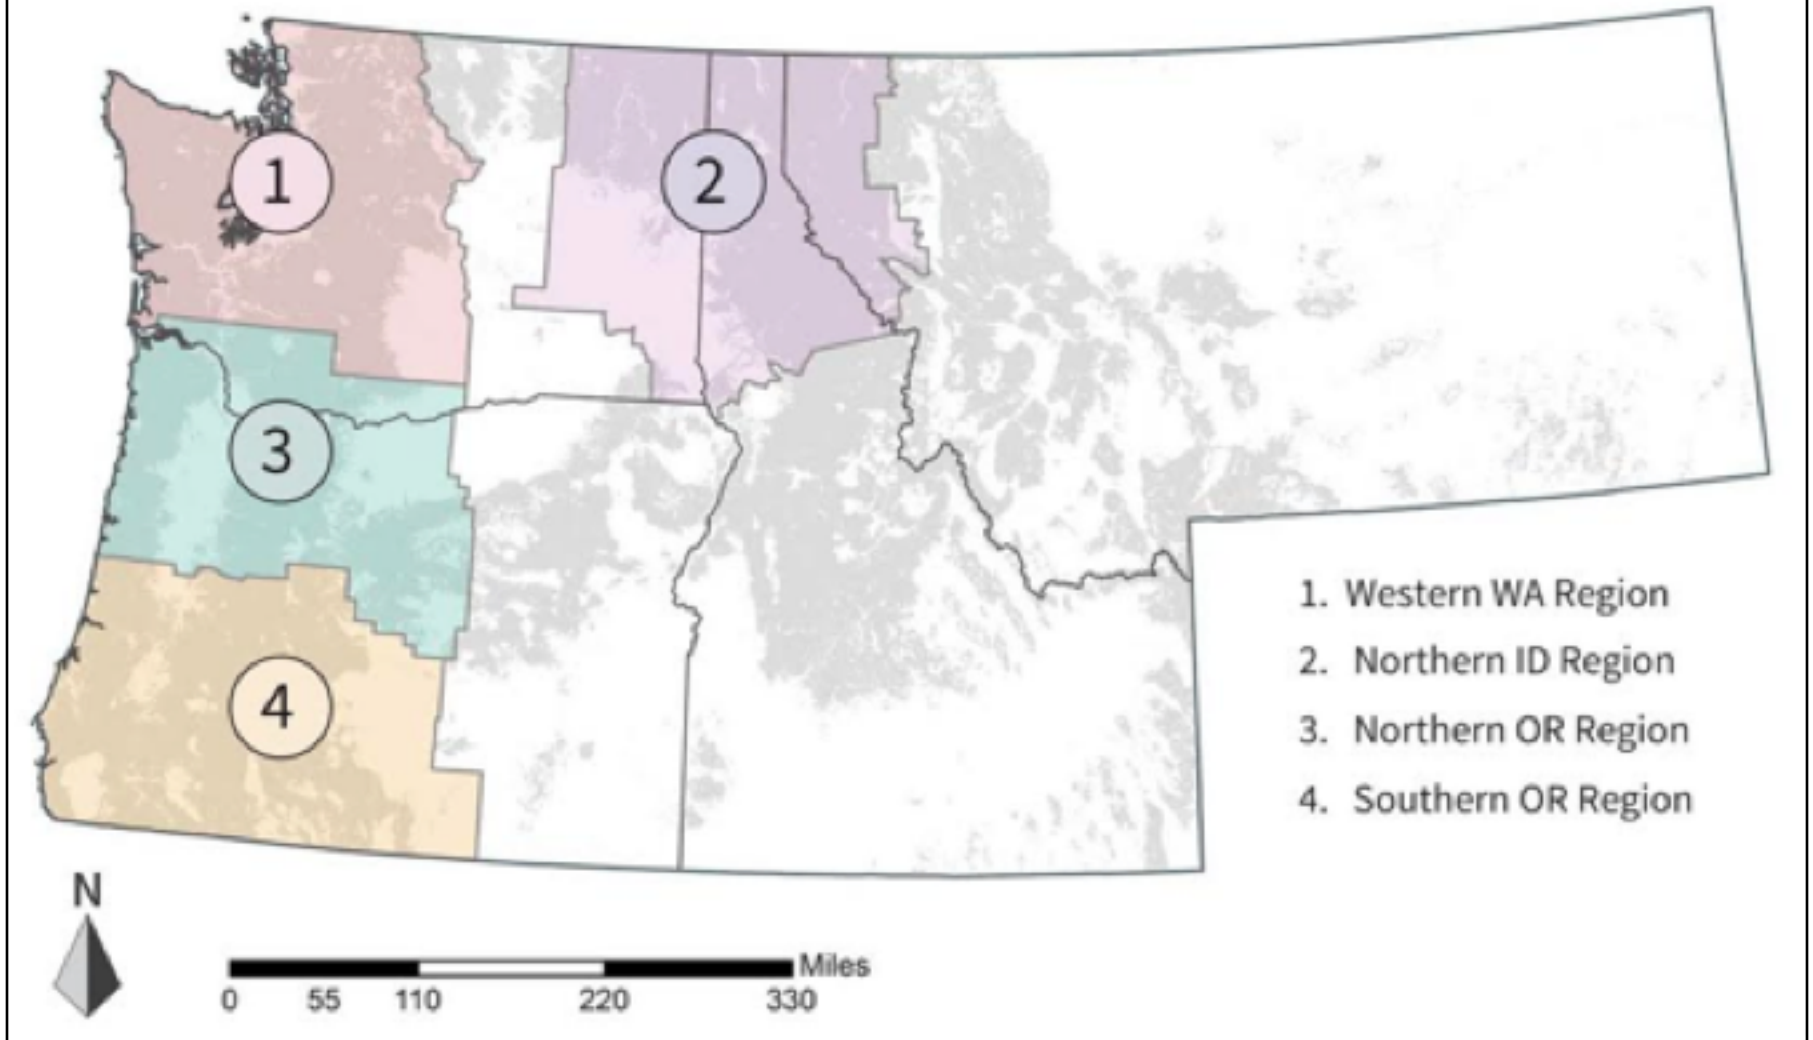 1
2
3
4
1. Western WA Region
2. Northern ID Region
3. Northern OR Region
4. Southern OR Region
N
Miles
0 55 110 220 330